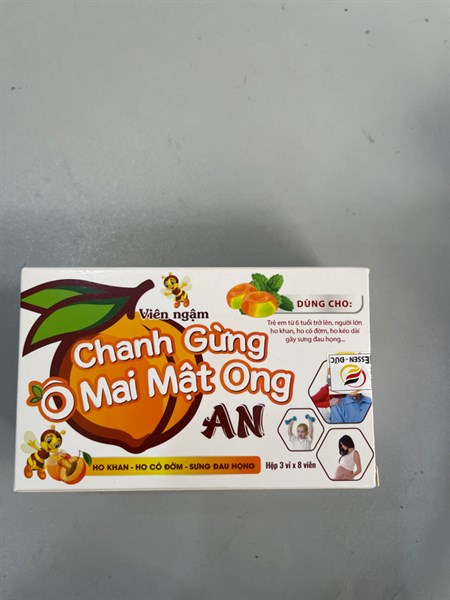 Viên ngậm
Chanh Gừng
Ô Mai Mật Ong
AN
HO KHAN - HO CÓ ĐỜM - SƯNG ĐAU HỌNG
DÙNG CHO:
Trẻ em từ 6 tuổi trở lên, người lớn
ho khan, ho có đờm, ho kéo dài
gây sưng đau họng...
ESSEN - ĐỨC
Hộp 3 vỉ x 8 viên